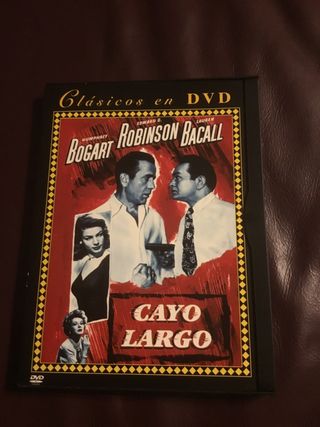 Clásicos en DVD
HUMPHREY BOGART
EDWARD G. ROBINSON
LAUREN BACALL
CAYO
LARGO
DVD